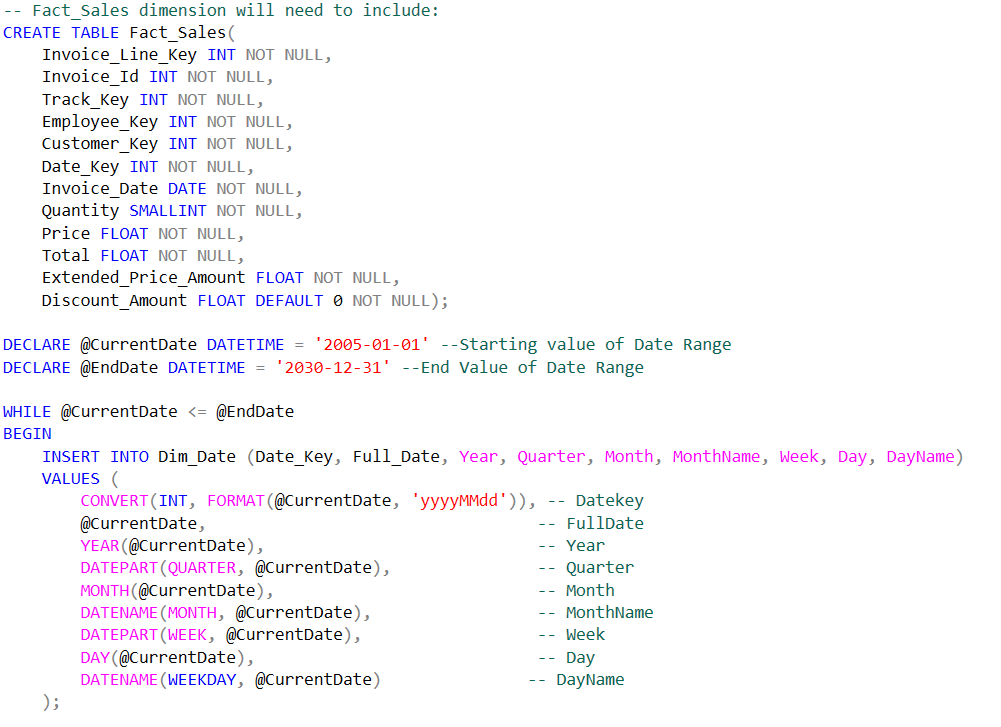 -- Fact_Sales dimension will need to include:
CREATE TABLE Fact_Sales(
    Invoice_Line_Key INT NOT NULL,
    Invoice_Id INT NOT NULL,
    Track_Key INT NOT NULL,
    Employee_Key INT NOT NULL,
    Customer_Key INT NOT NULL,
    Date_Key INT NOT NULL,
    Invoice_Date DATE NOT NULL,
    Quantity SMALLINT NOT NULL,
    Price FLOAT NOT NULL,
    Total FLOAT NOT NULL,
    Extended_Price_Amount FLOAT NOT NULL,
    Discount_Amount FLOAT DEFAULT 0 NOT NULL);

DECLARE @CurrentDate DATETIME = '2005-01-01' --Starting value of Date Range
DECLARE @EndDate DATETIME = '2030-12-31' --End Value of Date Range

WHILE @CurrentDate <= @EndDate
BEGIN
    INSERT INTO Dim_Date (Date_Key, Full_Date, Year, Quarter, Month, MonthName, Week, Day, DayName)
    VALUES (
        CONVERT(INT, FORMAT(@CurrentDate, 'yyyyMMdd')), -- Datekey
        @CurrentDate,                                  -- FullDate
        YEAR(@CurrentDate),                            -- Year
        DATEPART(QUARTER, @CurrentDate),               -- Quarter
        MONTH(@CurrentDate),                           -- Month
        DATENAME(MONTH, @CurrentDate),                 -- MonthName
        DATEPART(WEEK, @CurrentDate),                  -- Week
        DAY(@CurrentDate),                             -- Day
        DATENAME(WEEKDAY, @CurrentDate)               -- DayName
    );